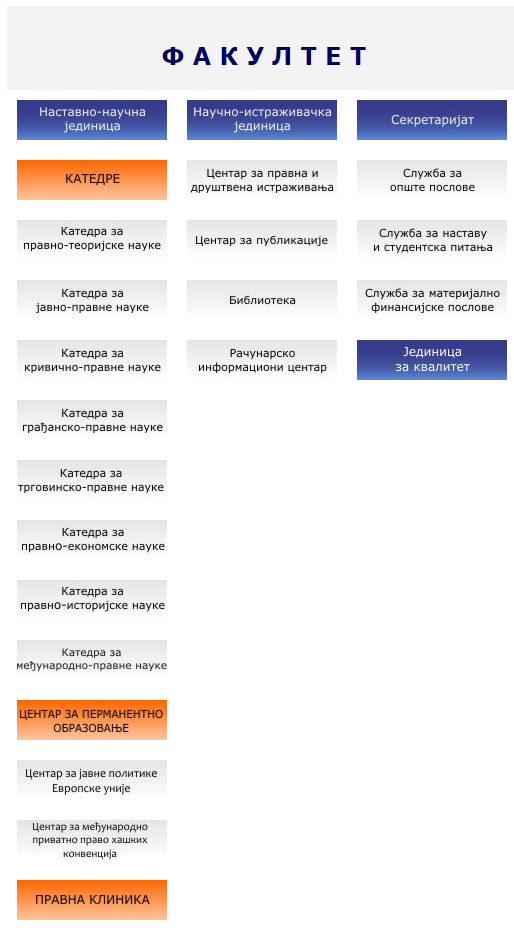 ФАКУЛТЕТ
Наставно-научна
јединица
КАТЕДРЕ
Катедра за
правно-теоријске науке
Катедра за
јавно-правне науке
Катедра за
кривично-правне науке
Катедра за
грађанско-правне науке
Катедра за
трговинско-правне науке
Катедра за
правно-економске науке
Катедра за
правно-историјске науке
Катедра за
међународно-правне науке
ЦЕНТАР ЗА ПЕРМАНЕНТНО
ОБРАЗОВАЊЕ
Центар за јавне политике
Европске уније
Центар за међународно
приватно право хашких
конвенција
ПРАВНА КЛИНИКА
Научно-истраживачка
јединица
Центар за правна и
друштвена истраживања
Центар за публикације
Библиотека
Рачунарско
информациони центар
Секретаријат
Служба за
опште послове
Служба за наставу
и студентска питања
Служба за материјално
финансијске послове
Јединица
за квалитет